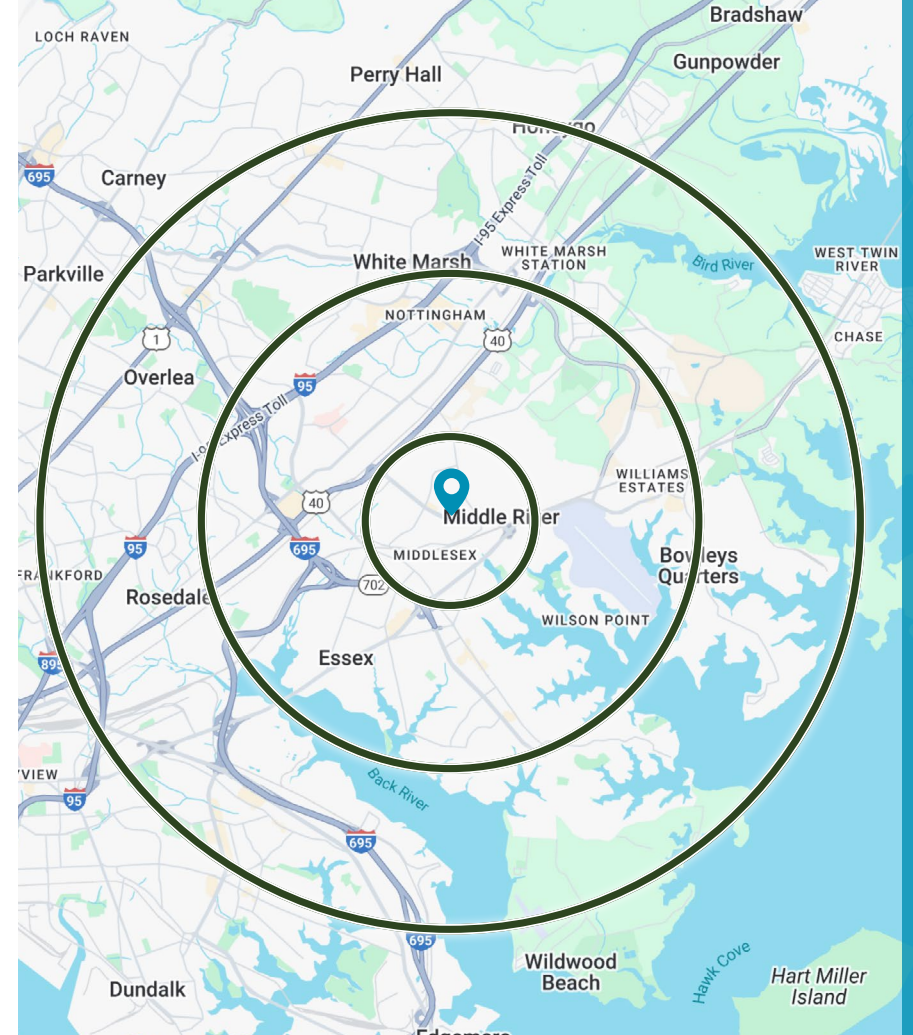 Bradshaw
LOCH RAVEN
Gunpowder
Perry Hall
Honeygo
695
Carney
I-95 Express Toll
White Marsh
WHITE MARSH
STATION
Bird River
WEST TWIN
RIVER
Parkville
NOTTINGHAM
1
40
CHASE
Overlea
95
I-95 Express Toll
WILLIAMS
ESTATES
40
Middle River
95
695
MIDDLESEX
Bowleys
Quarters
FRANKFORD
702
Rosedale
WILSON POINT
Essex
895
Back River
VIEW
95
695
695
Wildwood
Beach
Hawk Cove
Hart Miller
Island
Dundalk
Edgemere